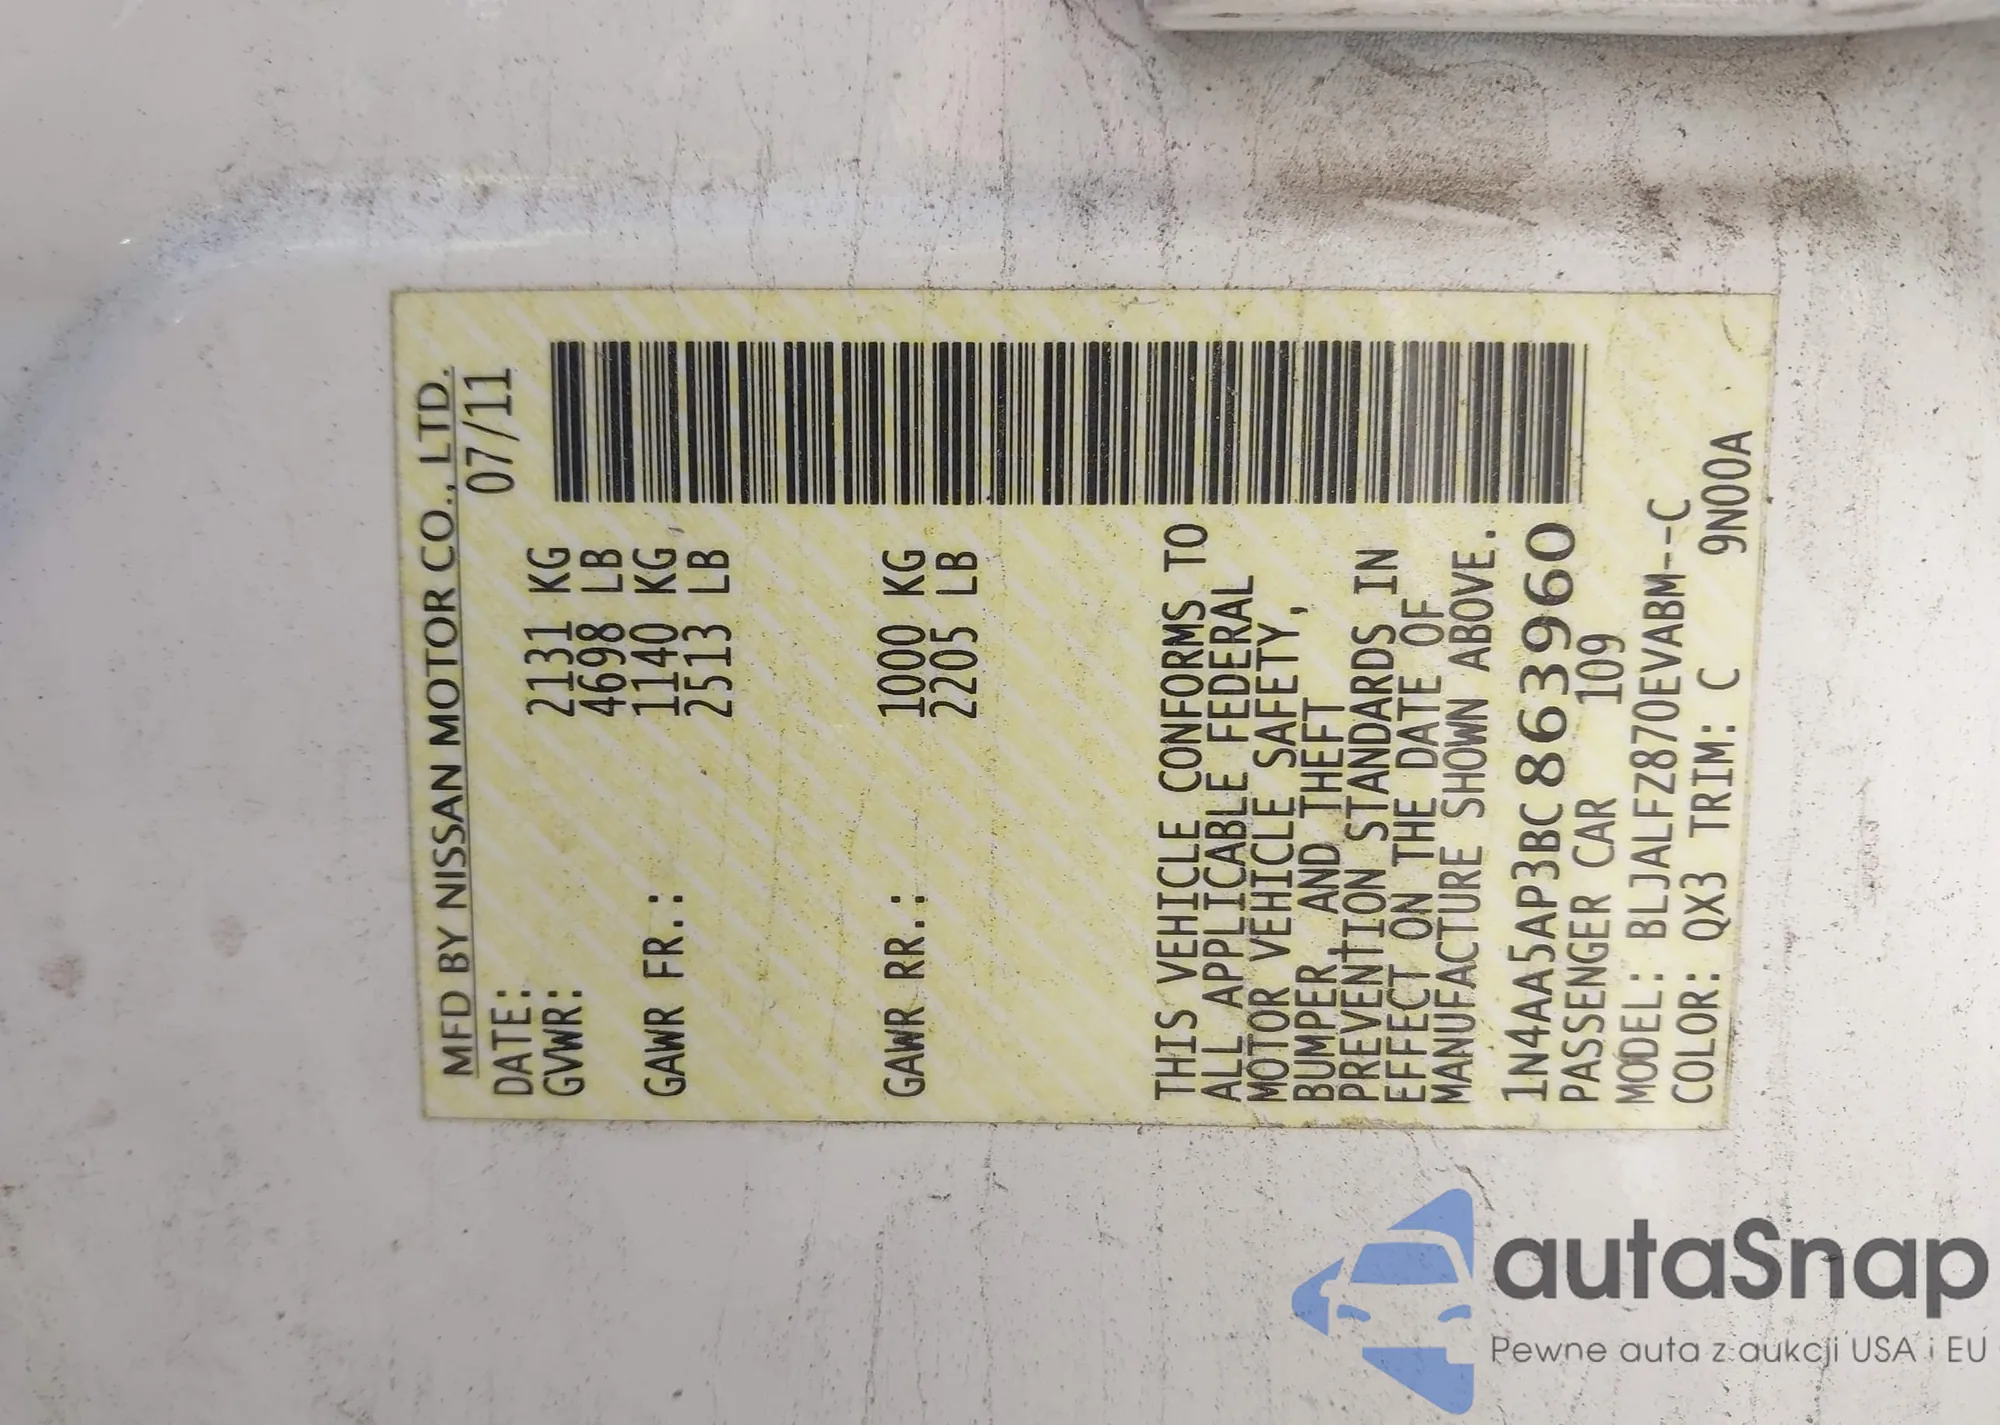 MFD BY NISSAN MOTOR CO., LTD.
DATE: 07/11
GVWR: 2131 KG
4698 LB
GAWR FR.: 1140 KG
2513 LB
GAWR RR.: 1000 KG
2205 LB
THIS VEHICLE CONFORMS TO
ALL APPLICABLE FEDERAL
MOTOR VEHICLE SAFETY,
BUMPER, AND THEFT
PREVENTION STANDARDS IN
EFFECT ON THE DATE OF
MANUFACTURE SHOWN ABOVE.
1N4AA5AP3BC863960
PASSENGER CAR 109
MODEL: BLJALFZ870EVABM--C
COLOR: QX3 TRIM: C 9N00A
autaSnap
Pewne auta z aukcji USA i EU